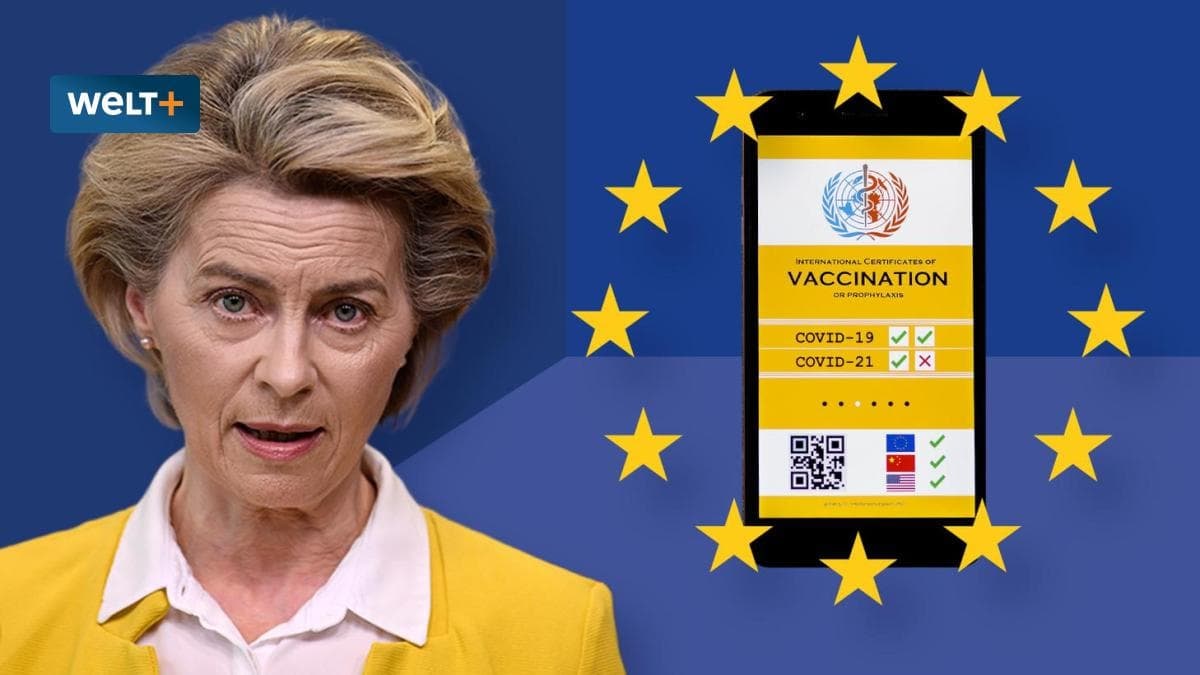 WELT+
INTERNATIONAL CERTIFICATES OF
VACCINATION
OR PROPHYLAXIS
COVID-19
COVID-21